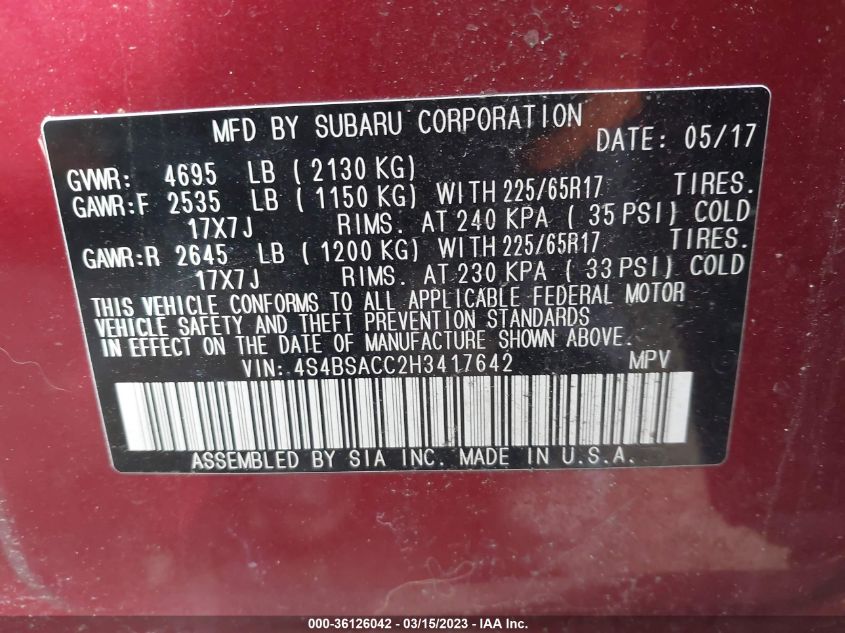 MFD BY SUBARU CORPORATION DATE: 05/17
GVWR: 4695 LB ( 2130 KG)
GAWR:F 2535 LB ( 1150 KG) WITH 225/65R17 TIRES.
17X7J RIMS. AT 240 KPA ( 35 PSI) COLD
GAWR:R 2645 LB ( 1200 KG) WITH 225/65R17 TIRES.
17X7J RIMS. AT 230 KPA ( 33 PSI) COLD
THIS VEHICLE CONFORMS TO ALL APPLICABLE FEDERAL MOTOR
VEHICLE SAFETY AND THEFT PREVENTION STANDARDS
IN EFFECT ON THE DATE OF MANUFACTURE SHOWN ABOVE.
VIN: 4S4BSACC2H3417642 MPV
ASSEMBLED BY SIA INC. MADE IN U.S.A.
000-36126042 - 03/15/2023 - IAA Inc.